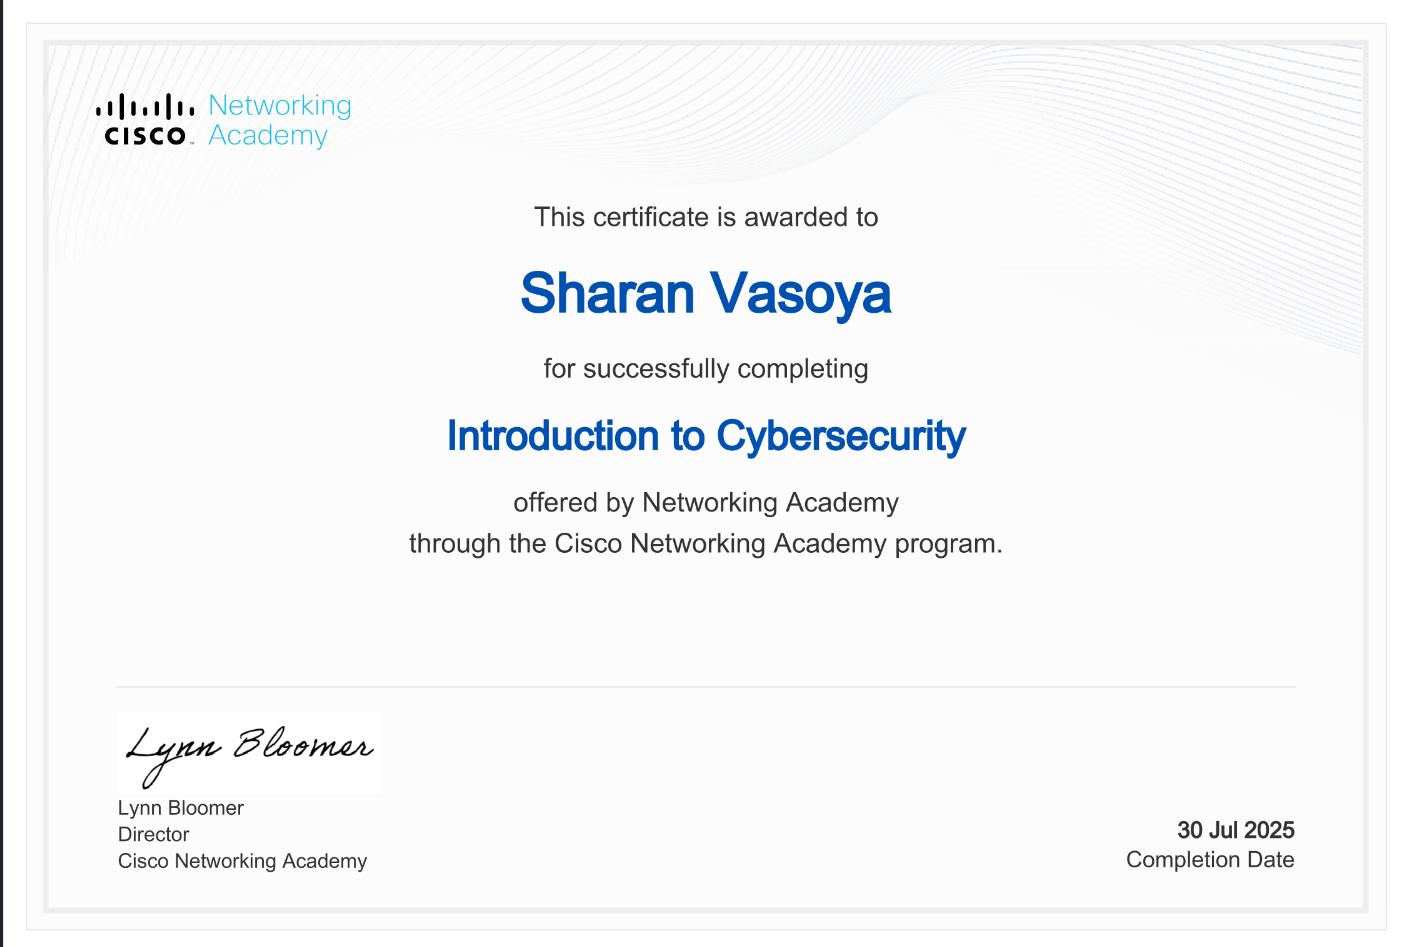 CISCO Networking
Academy
This certificate is awarded to
Sharan Vasoya
for successfully completing
Introduction to Cybersecurity
offered by Networking Academy
through the Cisco Networking Academy program.
Lynn Bloomer
Lynn Bloomer
Director
Cisco Networking Academy
30 Jul 2025
Completion Date